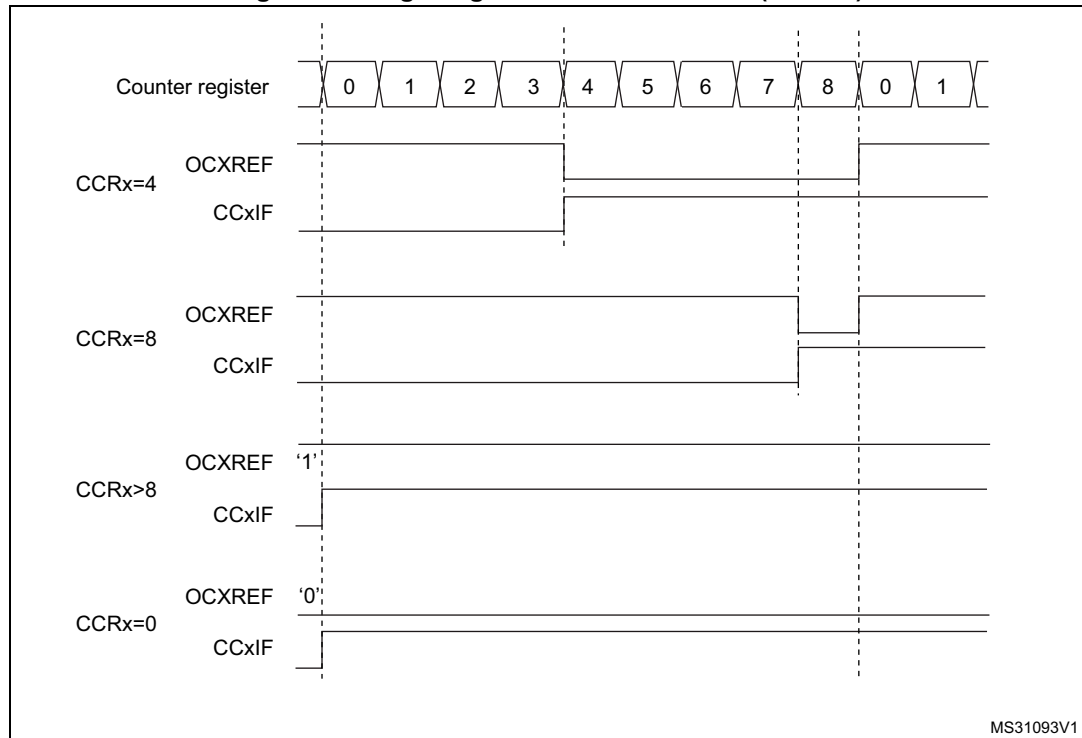 Counter register 0 1 2 3 4 5 6 7 8 0 1
OCXREF
CCRx=4
CCxIF
OCXREF
CCRx=8
CCxIF
OCXREF ‘1’
CCRx>8
CCxIF
OCXREF ‘0’
CCRx=0
CCxIF
MS31093V1